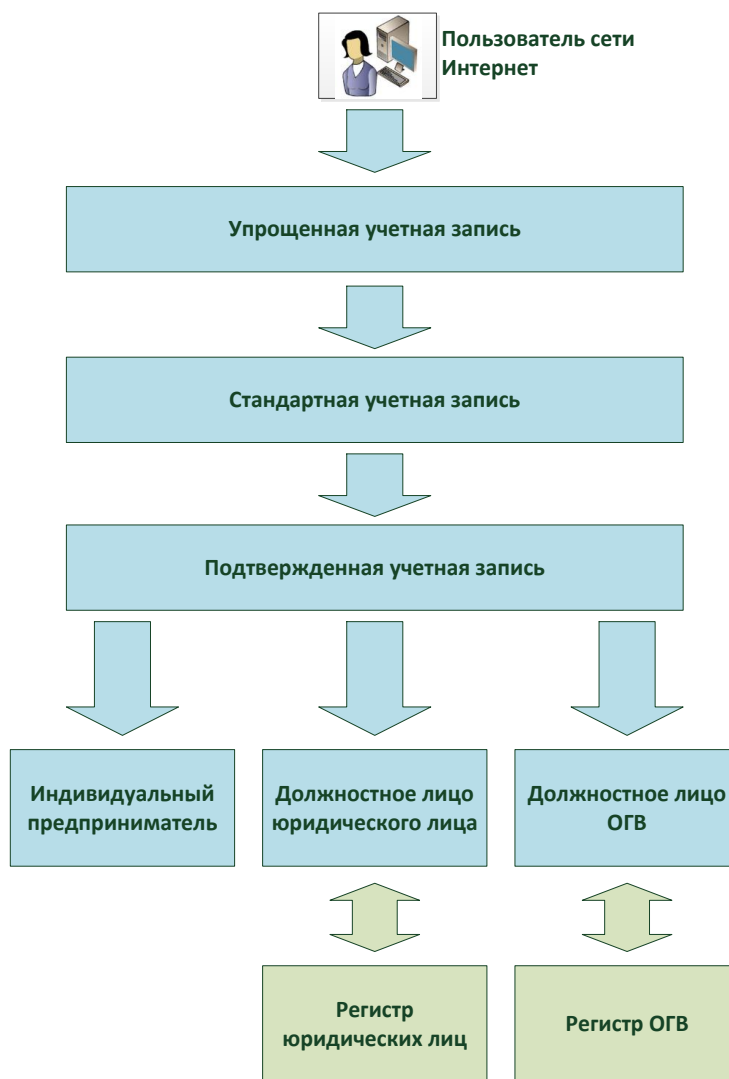 Пользователь сети
Интернет
Упрощенная учетная запись
Стандартная учетная запись
Подтвержденная учетная запись
Индивидуальный
предприниматель
Должностное лицо
юридического лица
Должностное лицо
ОГВ
Регистр
юридических лиц
Регистр ОГВ